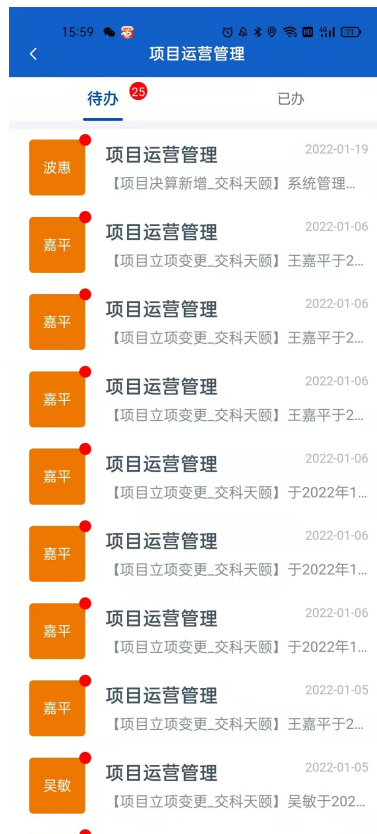 15:59 HD 71
项目运营管理
待办 25 已办
波惠 项目运营管理 2022-01-19
【项目决算新增_交科天颐】系统管理...
嘉平 项目运营管理 2022-01-06
【项目立项变更_交科天颐】王嘉平于2...
嘉平 项目运营管理 2022-01-06
【项目立项变更_交科天颐】王嘉平于2...
嘉平 项目运营管理 2022-01-06
【项目立项变更_交科天颐】王嘉平于2...
嘉平 项目运营管理 2022-01-06
【项目立项变更_交科天颐】于2022年1...
嘉平 项目运营管理 2022-01-06
【项目立项变更_交科天颐】于2022年1...
嘉平 项目运营管理 2022-01-06
【项目立项变更_交科天颐】于2022年1...
嘉平 项目运营管理 2022-01-05
【项目立项变更_交科天颐】王嘉平于2...
吴敏 项目运营管理 2022-01-05
【项目立项变更_交科天颐】吴敏于202...